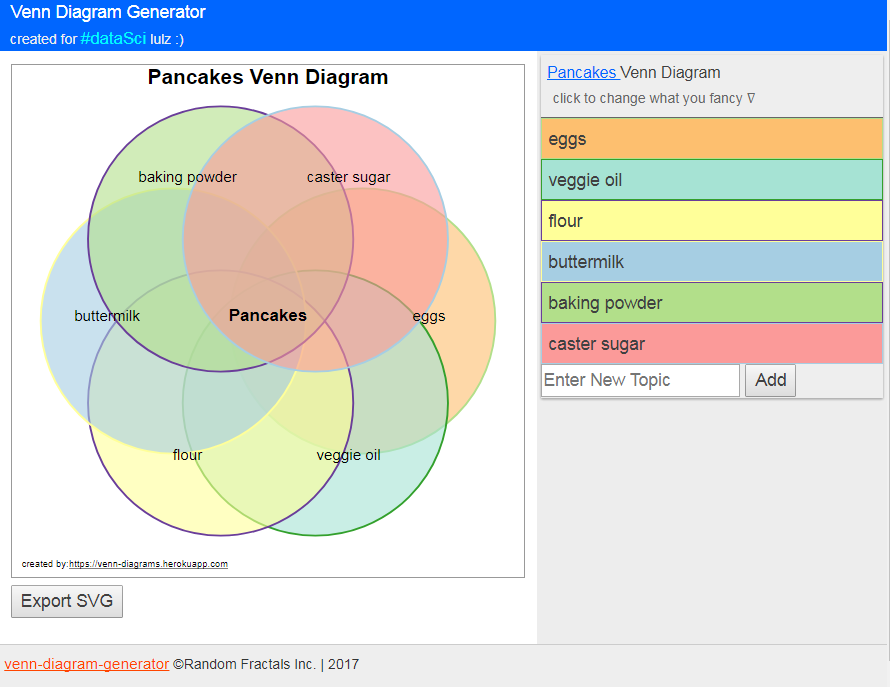 Venn Diagram Generator
created for #dataSci lulz :)
Pancakes Venn Diagram
baking powder
caster sugar
buttermilk
Pancakes
eggs
flour
veggie oil
created by:https://venn-diagrams.herokuapp.com
Export SVG
Pancakes Venn Diagram
click to change what you fancy ∇
eggs
veggie oil
flour
buttermilk
baking powder
caster sugar
Enter New Topic
Add
venn-diagram-generator ©Random Fractals Inc. | 2017